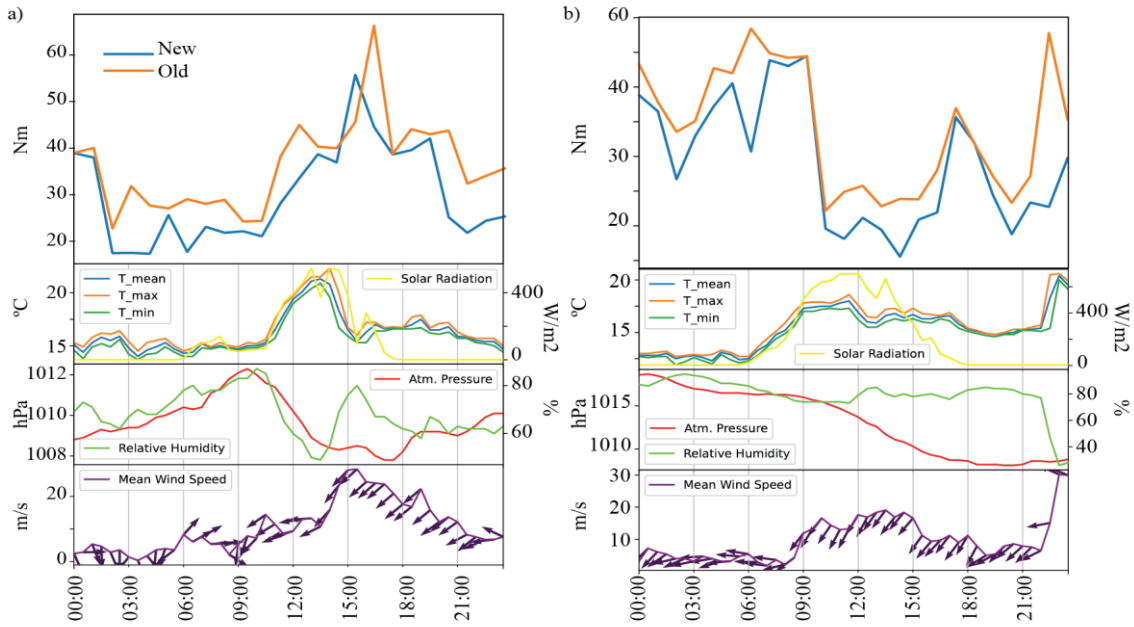 a)
60
50
40
30
20
Nm
New
Old
20
15
ºC
T_mean
T_max
T_min
Solar Radiation
400
200
0
W/m2
1012
1010
1008
hPa
Atm. Pressure
Relative Humidity
80
60
%
20
0
m/s
Mean Wind Speed
00:00
03:00
06:00
09:00
12:00
15:00
18:00
21:00
b)
60
40
30
20
Nm
20
15
ºC
T_mean
T_max
T_min
Solar Radiation
400
200
0
W/m2
1015
1010
hPa
Atm. Pressure
Relative Humidity
80
60
40
%
30
20
10
m/s
Mean Wind Speed
00:00
03:00
06:00
09:00
12:00
15:00
18:00
21:00